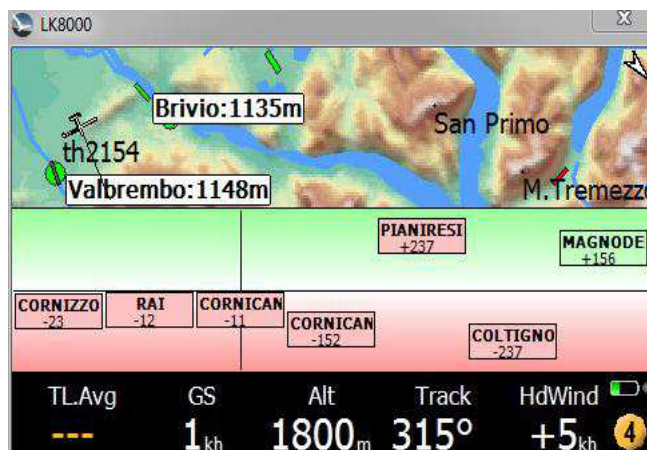 LK8000
X
Brivio:1135m
San Primo
th2154
Valbrembo:1148m
M.Tremezzo
PIANIRESI
+237
MAGNODE
+156
CORNIZZO
-23
RAI
-12
CORNICAN
-11
CORNICAN
-152
COLTIGNO
-237
TL.Avg GS Alt Track HdWind
--- 1kh 1800m 315° +5kh 4